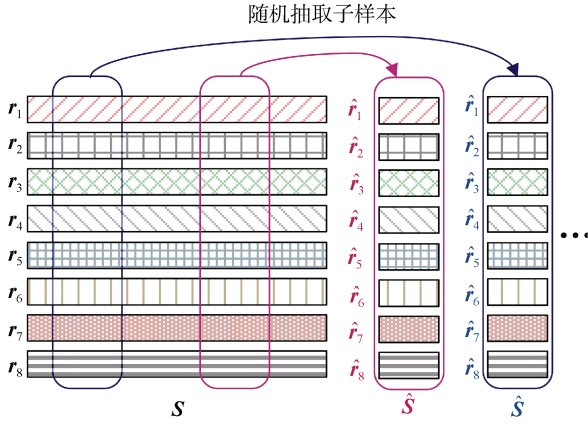 随机抽取子样本
r₁ r̂₁ r̂₁
r₂ r̂₂ r̂₂
r₃ r̂₃ r̂₃
r₄ r̂₄ r̂₄
r₅ r̂₅ r̂₅
...
r₆ r̂₆ r̂₆
r₇ r̂₇ r̂₇
r₈ r̂₈ r̂₈
S Ŝ Ŝ